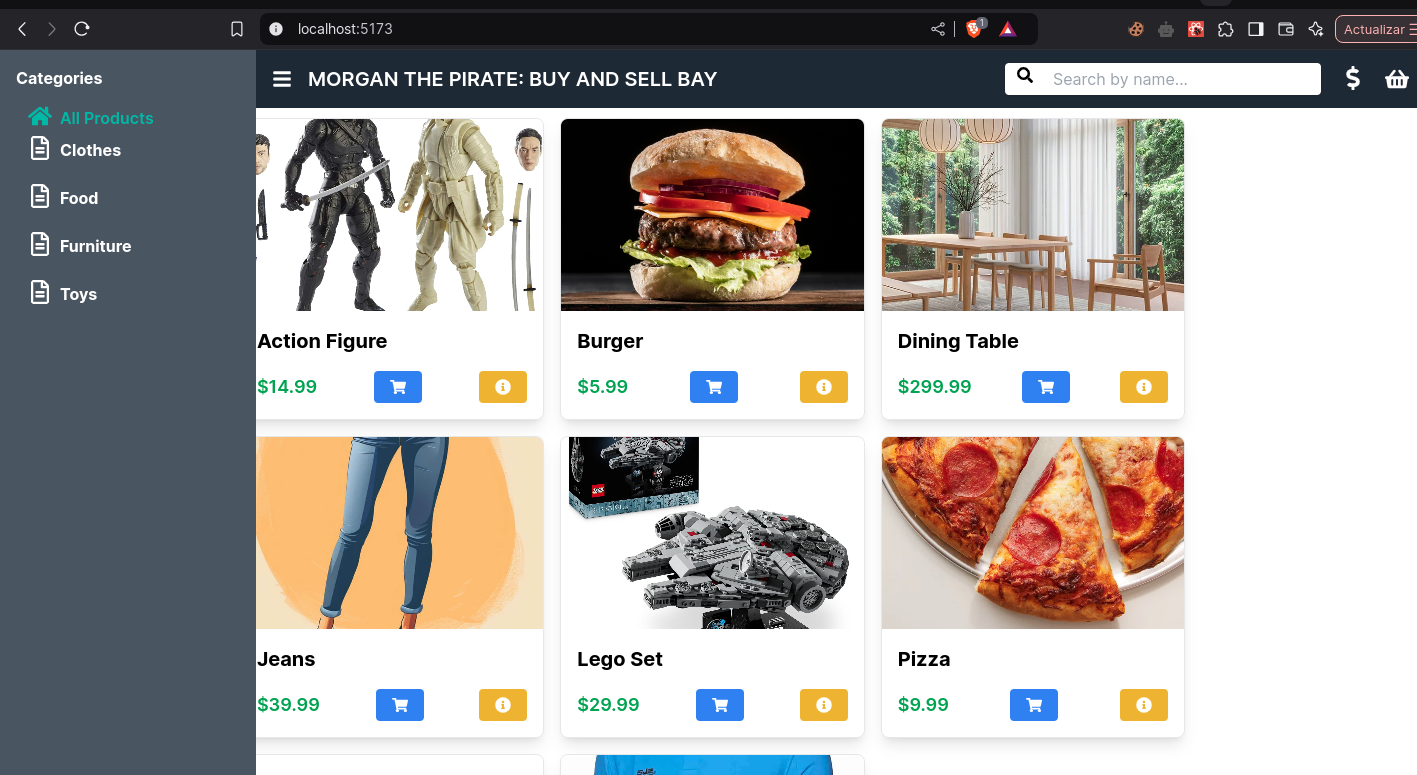 localhost:5173
1
Actualizar
Categories
All Products
Clothes
Food
Furniture
Toys
MORGAN THE PIRATE: BUY AND SELL BAY
Search by name...
Action Figure
$14.99
Burger
$5.99
Dining Table
$299.99
Jeans
$39.99
LEGO
Lego Set
$29.99
Pizza
$9.99